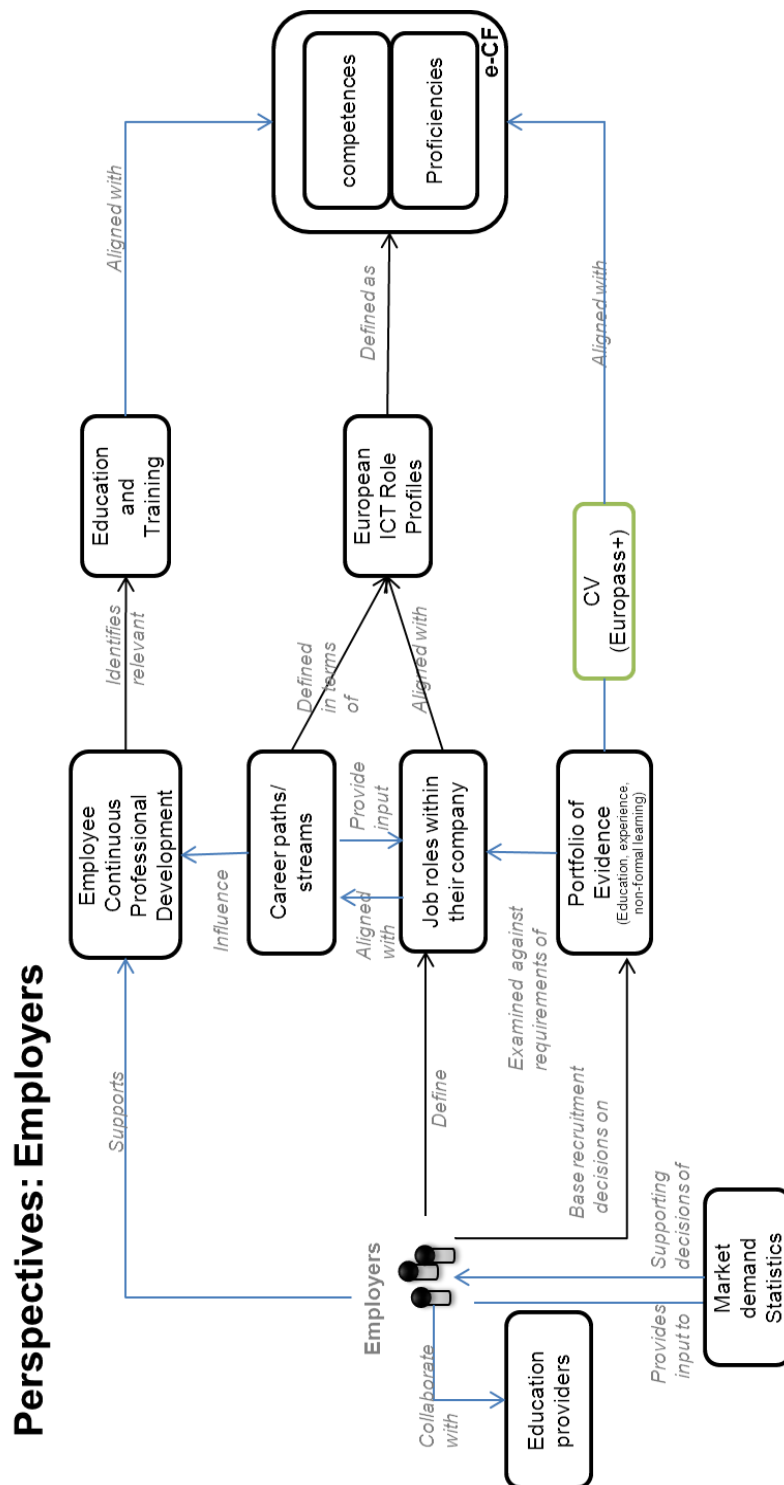 Perspectives: Employers
Supports
Employee
Continuous
Professional
Development
Identifies
relevant
Education
and
Training
Aligned with
Influence
Career paths/
streams
Defined
in terms
of
Aligned
with
Provide
input
Employers
Define
Job roles within
their company
Aligned with
European
ICT Role
Profiles
Defined as
competences
Proficiencies
e-CF
Collaborate
with
Education
providers
Examined against
requirements of
Base recruitment
decisions on
Portfolio of
Evidence
(Education, experience,
non-formal learning)
CV
(Europass+)
Aligned with
Provides
input to
Supporting
decisions of
Market
demand
Statistics